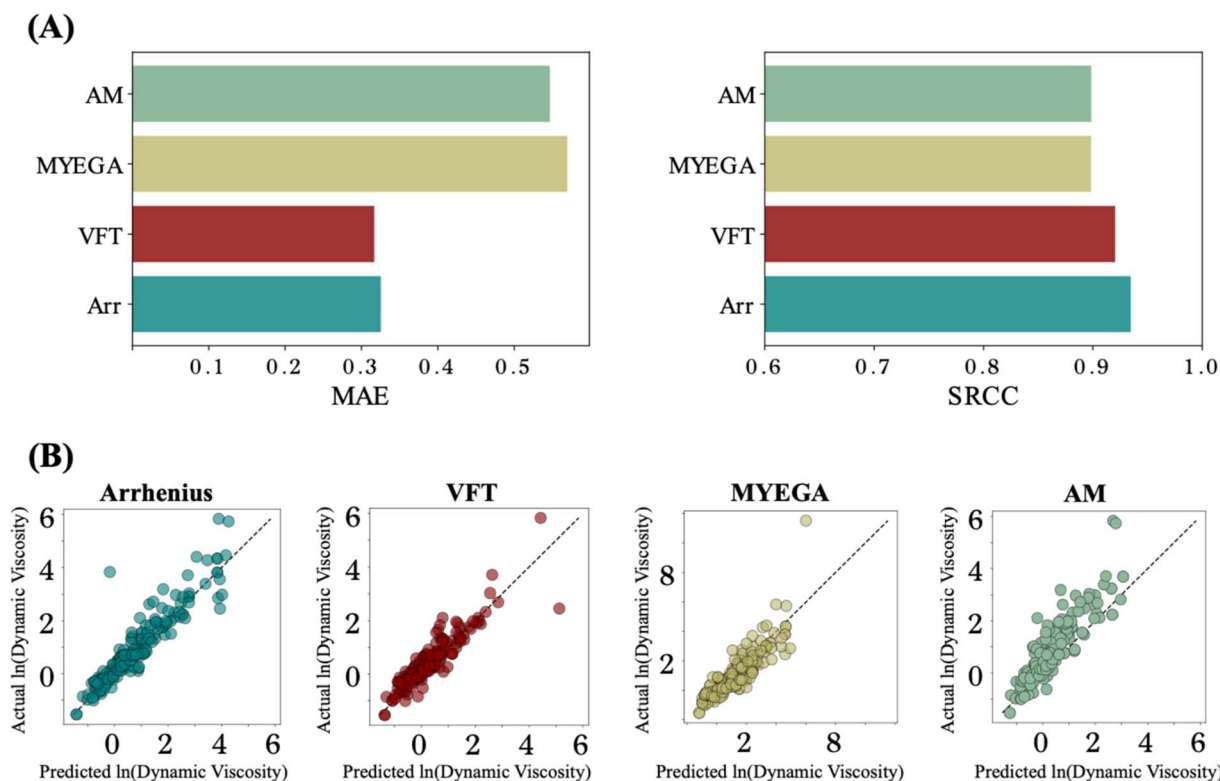 (A)
AM
MYEGA
VFT
Arr
0.1 0.2 0.3 0.4 0.5
MAE
AM
MYEGA
VFT
Arr
0.6 0.7 0.8 0.9 1.0
SRCC
(B)
Arrhenius
Actual ln(Dynamic Viscosity)
6
4
2
0
0 2 4 6
Predicted ln(Dynamic Viscosity)
VFT
Actual ln(Dynamic Viscosity)
6
4
2
0
0 2 4 6
Predicted ln(Dynamic Viscosity)
MYEGA
Actual ln(Dynamic Viscosity)
8
2
2 8
Predicted ln(Dynamic Viscosity)
AM
Actual ln(Dynamic Viscosity)
6
4
2
0
0 2 4 6
Predicted ln(Dynamic Viscosity)